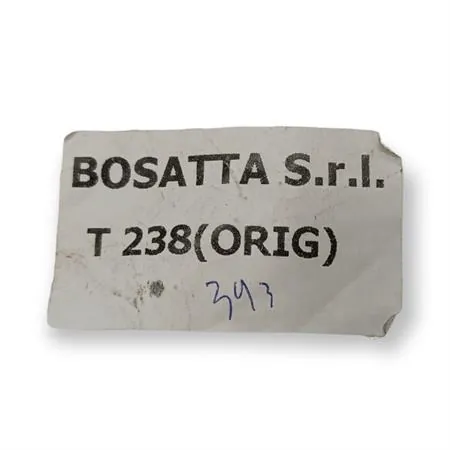 BOSATTA S.r.l.
T 238(ORIG)
393